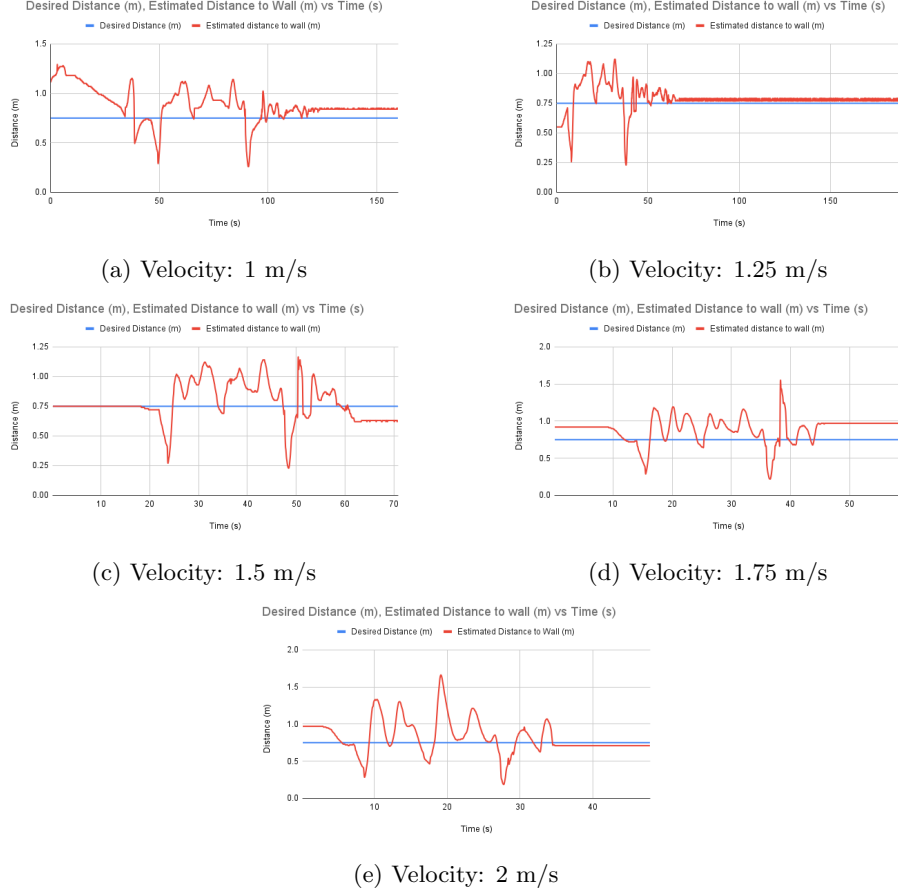 Desired Distance (m), Estimated Distance to Wall (m) vs Time (s)
Desired Distance (m) Estimated Distance to Wall (m)
1.5
1.0
0.5
0.0
Distance (m)
0 50 100 150
Time (s)
(a) Velocity: 1 m/s
Desired Distance (m), Estimated Distance to wall (m) vs Time (s)
Desired Distance (m) Estimated Distance to wall (m)
1.25
1.00
0.75
0.50
0.25
0.00
Distance (m)
0 50 100 150
Time (s)
(b) Velocity: 1.25 m/s
Desired Distance (m), Estimated Distance to wall (m) vs Time (s)
Desired Distance (m) Estimated distance to wall (m)
1.25
1.00
0.75
0.50
0.25
0.00
Distance (m)
10 20 30 40 50 60 70
Time (s)
(c) Velocity: 1.5 m/s
Desired Distance (m), Estimated Distance to wall (m) vs Time (s)
Desired Distance (m) Estimated distance to wall (m)
2.0
1.5
1.0
0.5
0.0
Distance (m)
10 20 30 40 50
Time (s)
(d) Velocity: 1.75 m/s
Desired Distance (m), Estimated Distance to wall (m) vs Time (s)
Desired Distance (m) Estimated Distance to Wall (m)
2.0
1.5
1.0
0.5
0.0
Distance (m)
10 20 30 40
Time (s)
(e) Velocity: 2 m/s